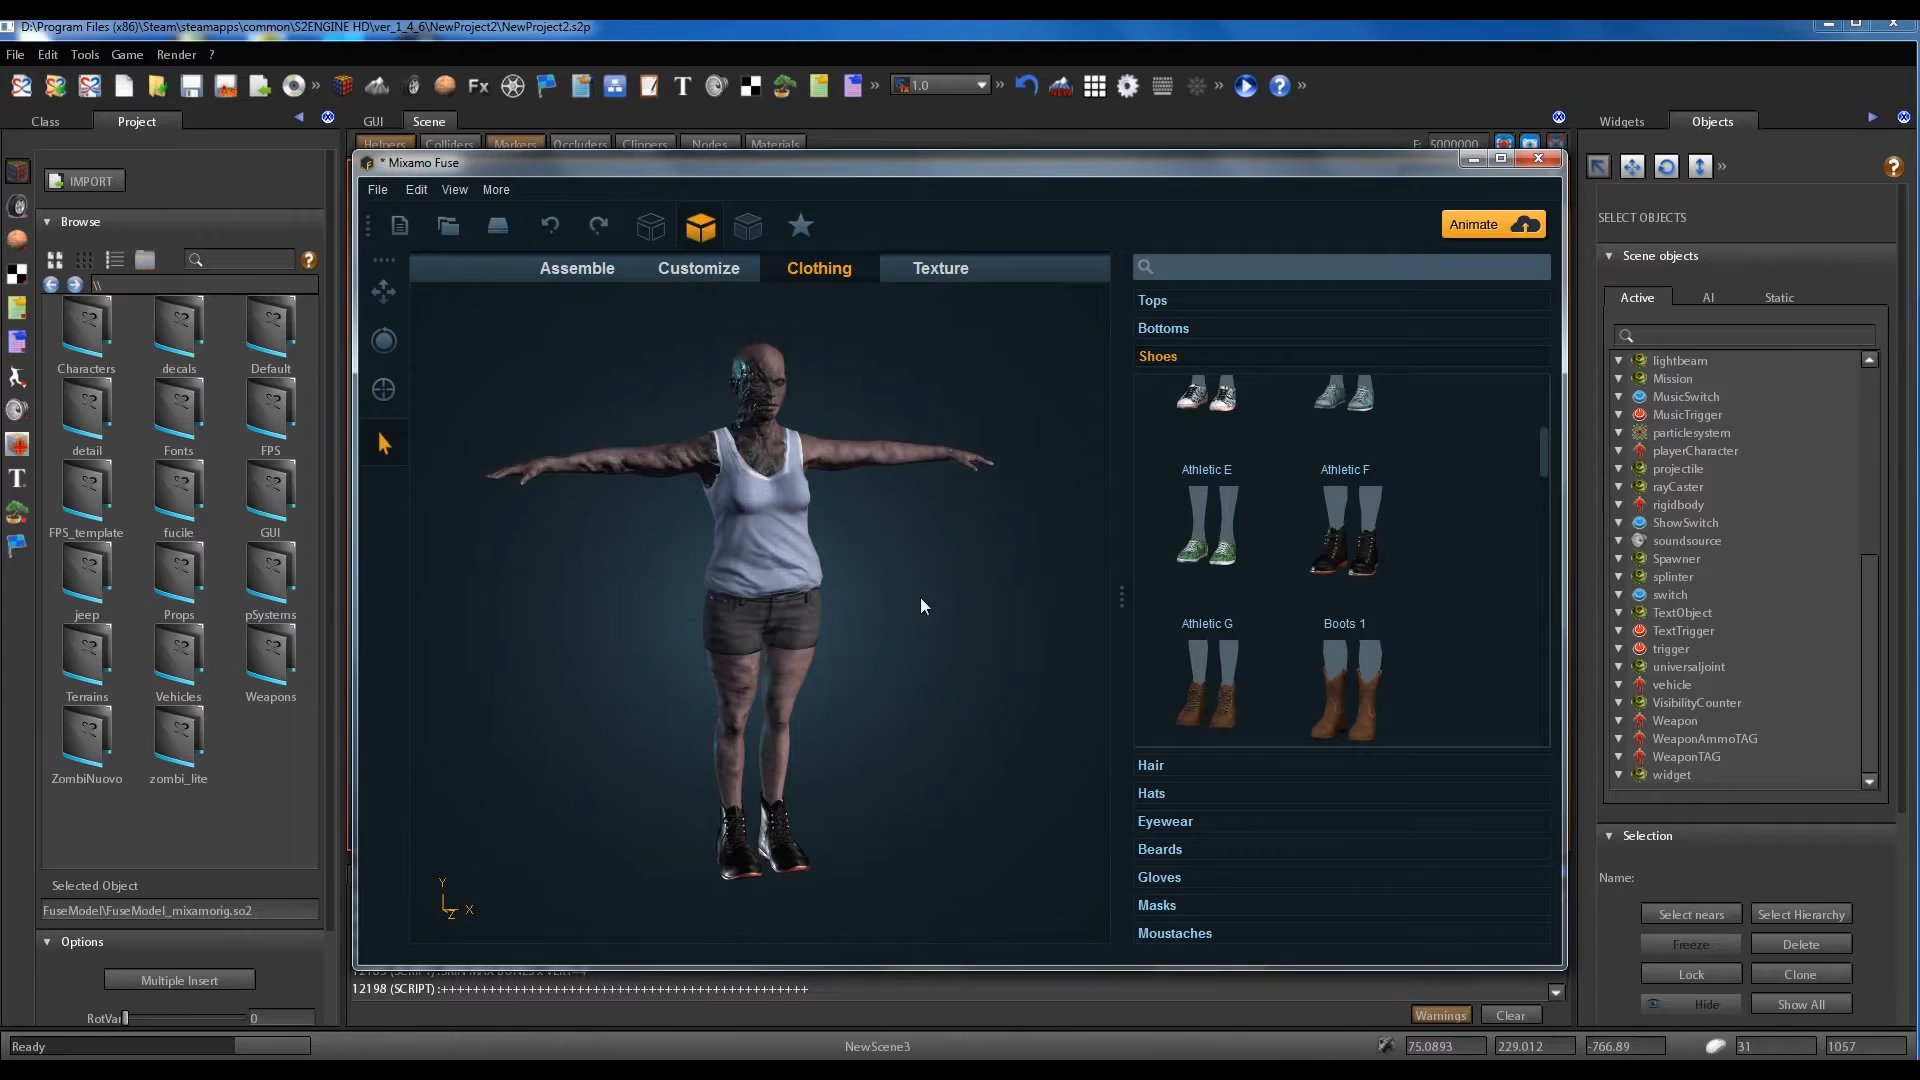 D:\Program Files (x86)\Steam\steamapps\common\S2ENGINE HD\ver_1_4_6\NewProject2\NewProject2.s2p
File Edit Tools Game Render ?
Fx T 1.0
Class Project GUI Scene Widgets Objects
Helpers Colliders Markers Occluders Clippers Nodes Materials F: 5000000
* Mixamo Fuse
File Edit View More
Animate
Assemble Customize Clothing Texture
Tops
Bottoms
Shoes
Athletic E Athletic F
Athletic G Boots 1
Hair
Hats
Eyewear
Beards
Gloves
Masks
Moustaches
Y
Z X
IMPORT
Browse
\\
Characters decals Default
detail Fonts FPS
FPS_template fucile GUI
jeep Props pSystems
Terrains Vehicles Weapons
ZombiNuovo zombi_lite
Selected Object
FuseModel\FuseModel_mixamorig.so2
Options
Multiple Insert
RotVar 0
SELECT OBJECTS
Scene objects
Active AI Static
lightbeam
Mission
MusicSwitch
MusicTrigger
particlesystem
playerCharacter
projectile
rayCaster
rigidbody
ShowSwitch
soundsource
Spawner
splinter
switch
TextObject
TextTrigger
trigger
universaljoint
vehicle
VisibilityCounter
Weapon
WeaponAmmoTAG
WeaponTAG
widget
Selection
Name:
Select nears Select Hierarchy
Freeze Delete
Lock Clone
Hide Show All
12198 (SCRIPT) :++++++++++++++++++++++++++++++++++++++++++++++
Warnings Clear
Ready NewScene3 75.0893 229.012 -766.89 31 1057